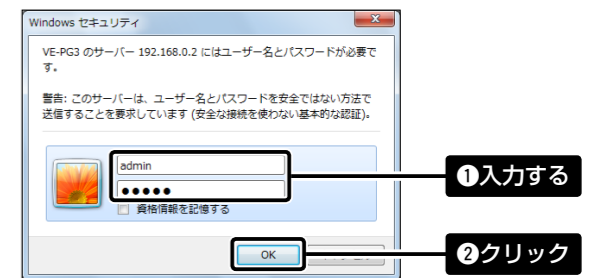 Windows セキュリティ
VE-PG3 のサーバー 192.168.0.2 にはユーザー名とパスワードが必要で
す。
警告: このサーバーは、ユーザー名とパスワードを安全ではない方法で
送信することを要求しています (安全な接続を使わない基本的な認証)。
admin
●●●●●
❶入力する
資格情報を記憶する
OK
❷クリック